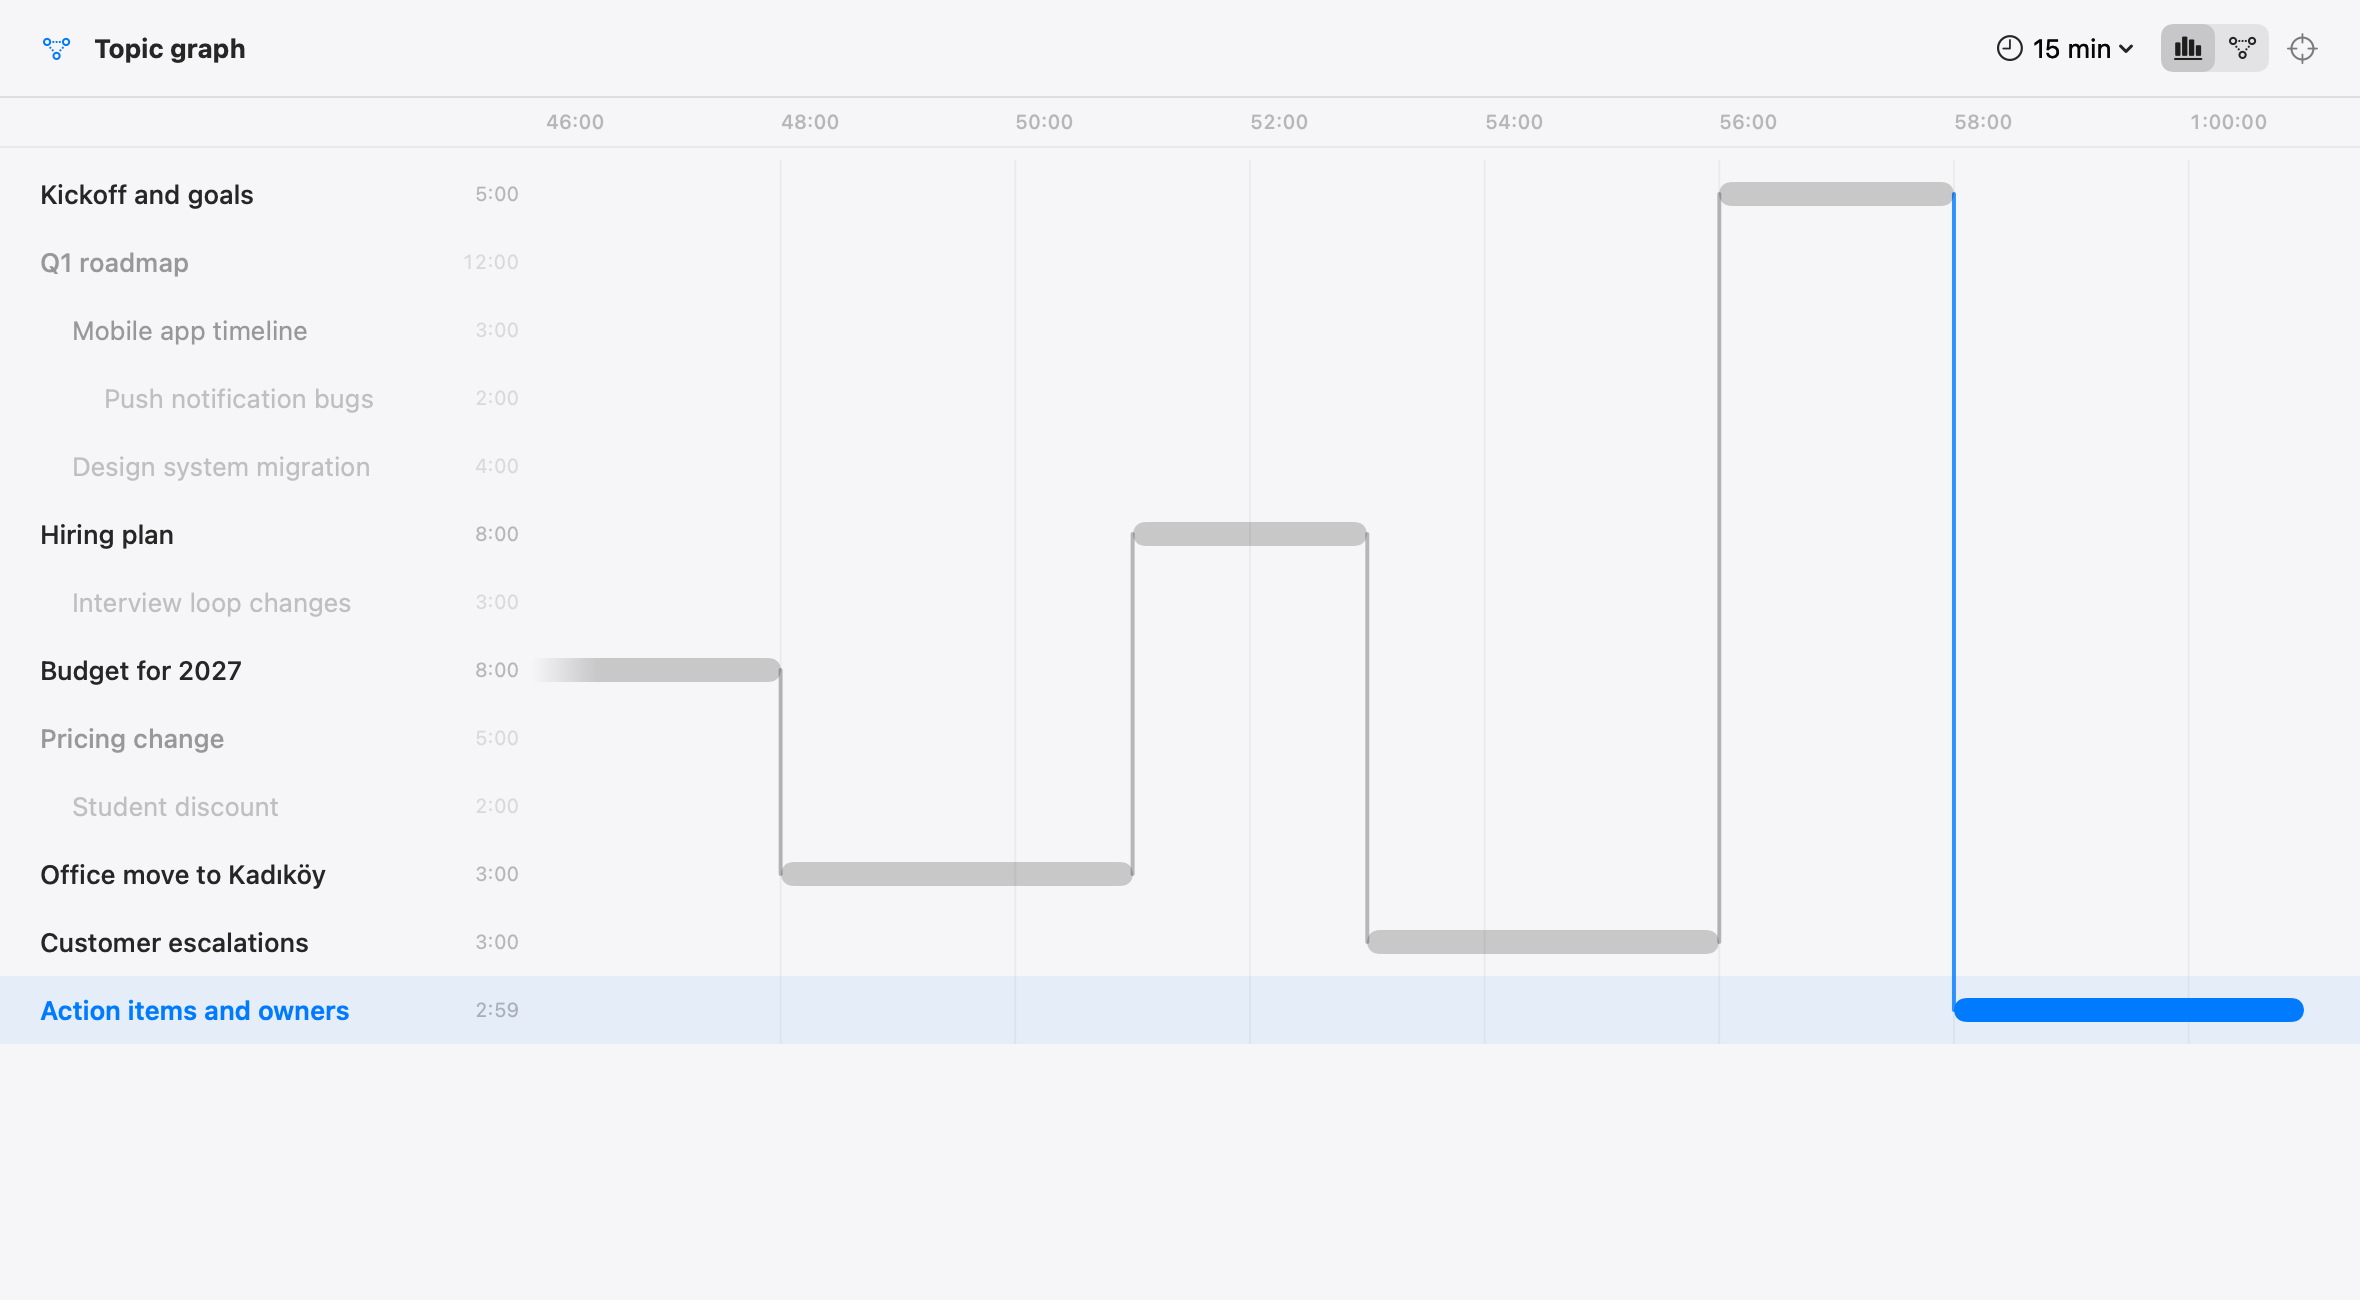 Topic graph
15 min
46:00 48:00 50:00 52:00 54:00 56:00 58:00 1:00:00
Kickoff and goals 5:00
Q1 roadmap 12:00
Mobile app timeline 3:00
Push notification bugs 2:00
Design system migration 4:00
Hiring plan 8:00
Interview loop changes 3:00
Budget for 2027 8:00
Pricing change 5:00
Student discount 2:00
Office move to Kadıköy 3:00
Customer escalations 3:00
Action items and owners 2:59